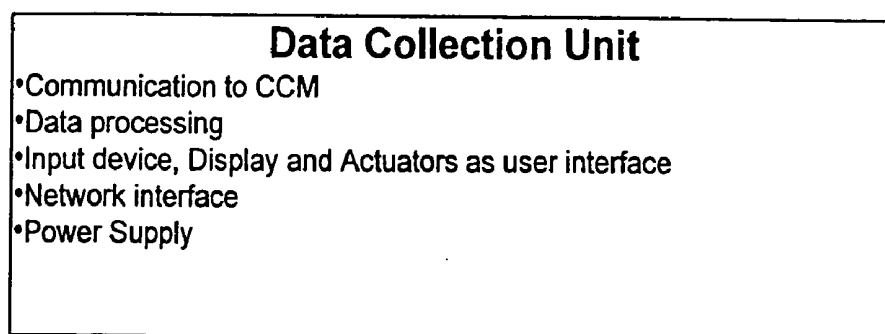 Data Collection Unit
•Communication to CCM
•Data processing
•Input device, Display and Actuators as user interface
•Network interface
•Power Supply